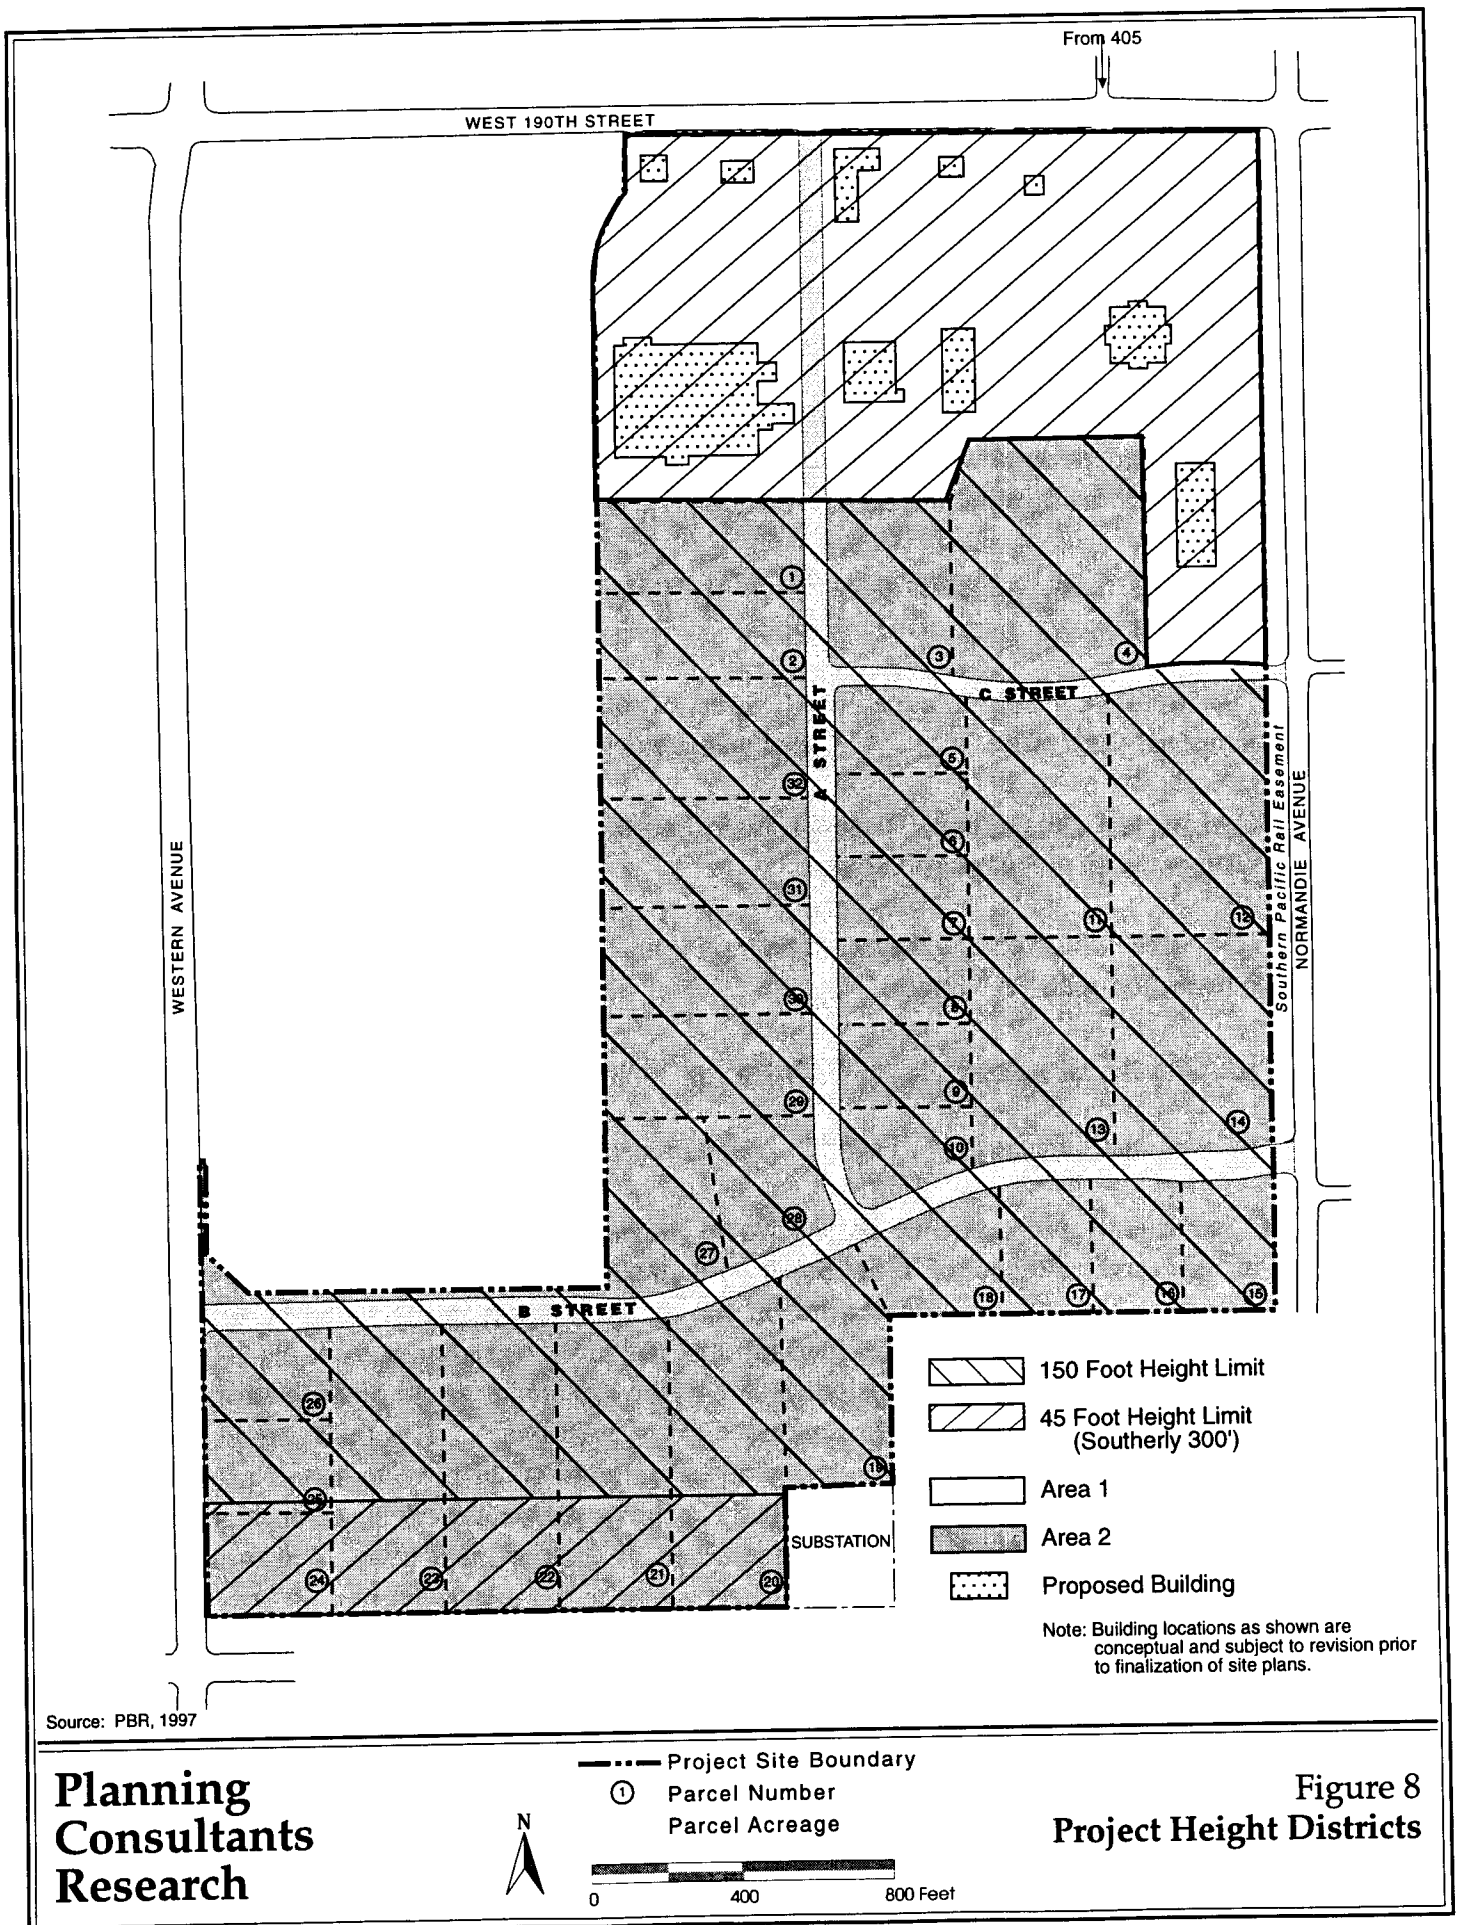 From 405
WEST 190TH STREET
1
2
3
4
C STREET
A STREET
5
32
6
31
7
11
12
Southern Pacific Rail Easement
NORMANDIE AVENUE
WESTERN AVENUE
30
8
29
9
10
13
14
28
27
B STREET
18
17
16
15
26
19
25
24
23
22
21
20
SUBSTATION
150 Foot Height Limit
45 Foot Height Limit
(Southerly 300')
Area 1
Area 2
Proposed Building
Note: Building locations as shown are
conceptual and subject to revision prior
to finalization of site plans.
Source: PBR, 1997
Planning
Consultants
Research
N
Project Site Boundary
1 Parcel Number
Parcel Acreage
0 400 800 Feet
Figure 8
Project Height Districts